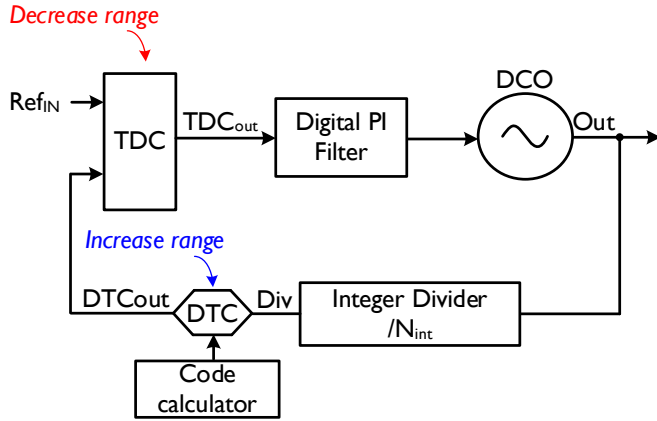 Decrease range
DCO
Ref_IN
TDC
TDC_out
Digital PI
Filter
Out
Increase range
DTCout
DTC
Div
Integer Divider
/N_int
Code
calculator